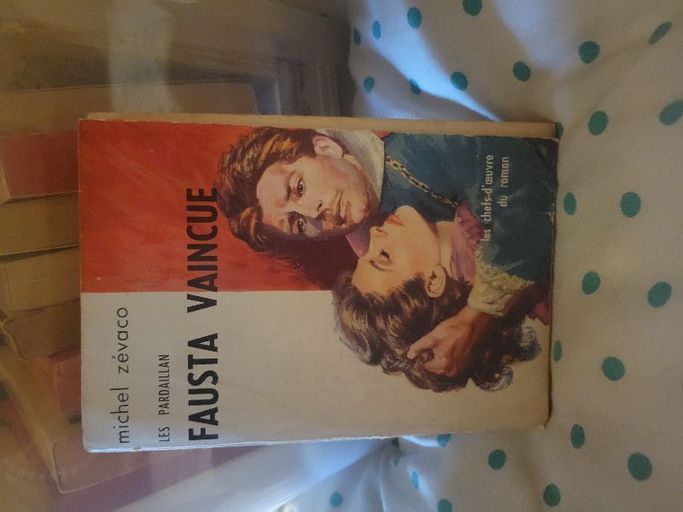 michel zévaco
LES PARDAILLAN
FAUSTA VAINCUE
les chefs-d'œuvre
du roman